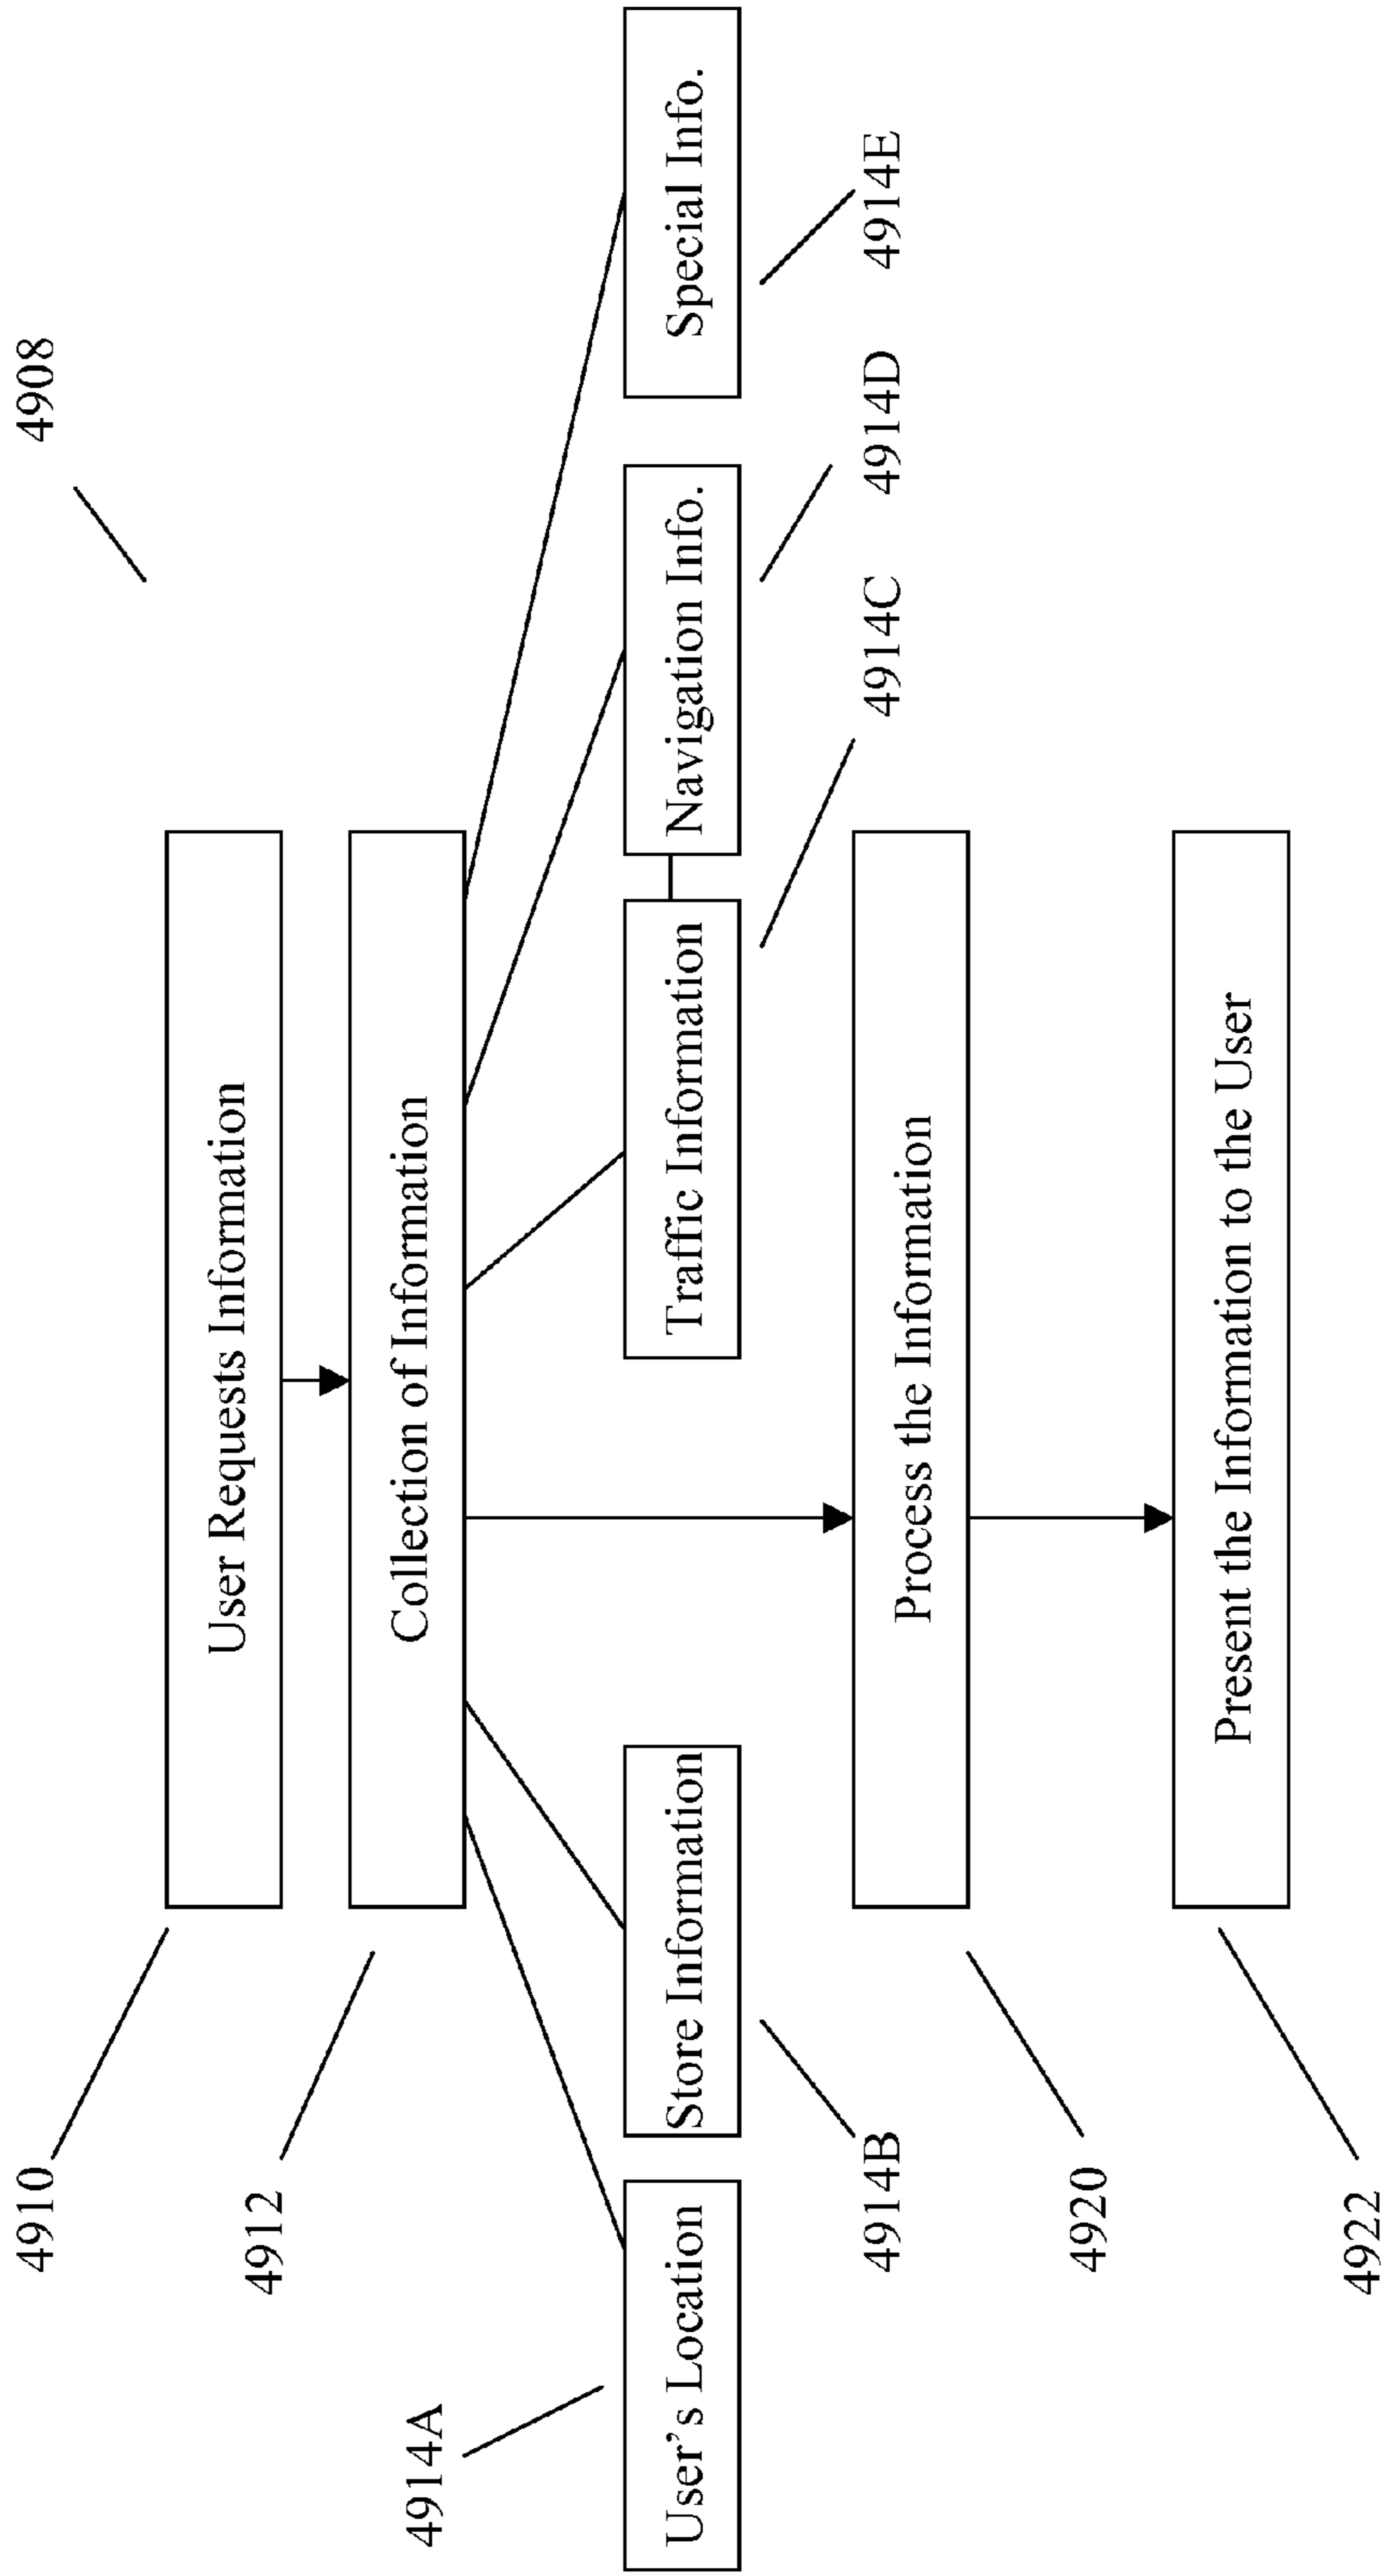 4908
4910
User Requests Information
4912
Collection of Information
4914A
User's Location
Store Information
Traffic Information
Navigation Info.
Special Info.
4914B
4914C
4914D
4914E
Process the Information
4920
Present the Information to the User
4922